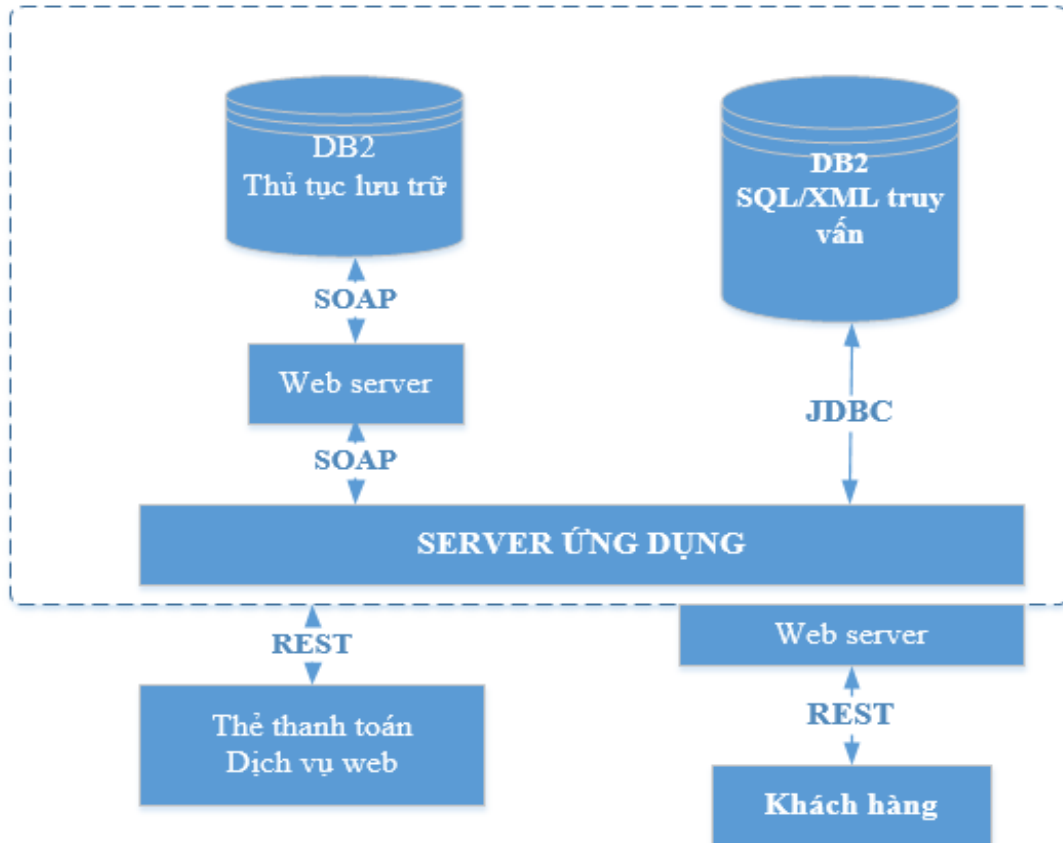 DB2
Thủ tục lưu trữ
DB2
SQL/XML truy
vấn
SOAP
Web server
JDBC
SOAP
SERVER ỨNG DỤNG
REST
Web server
Thẻ thanh toán
Dịch vụ web
REST
Khách hàng